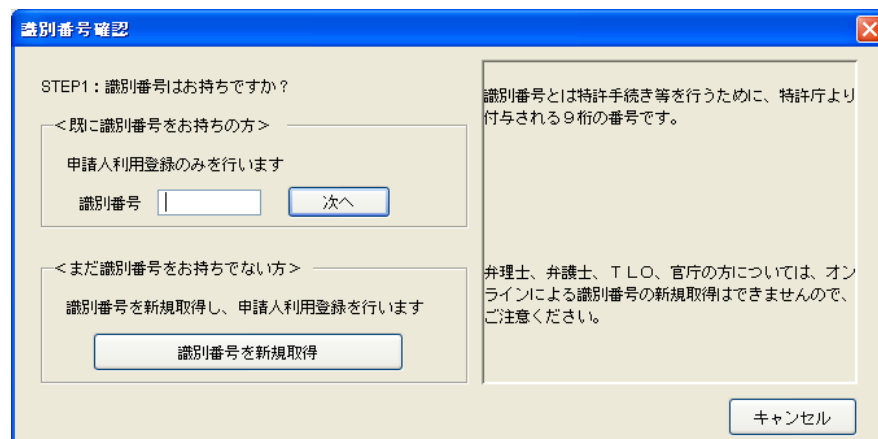 識別番号確認
STEP1：識別番号はお持ちですか？
＜既に識別番号をお持ちの方＞
申請人利用登録のみを行います
識別番号
次へ
＜まだ識別番号をお持ちでない方＞
識別番号を新規取得し、申請人利用登録を行います
識別番号を新規取得
識別番号とは特許手続き等を行うために、特許庁より
付与される９桁の番号です。
弁理士、弁護士、ＴＬＯ、官庁の方については、オン
ラインによる識別番号の新規取得はできませんので、
ご注意ください。
キャンセル